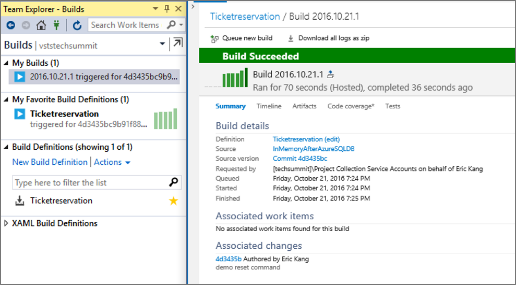 Team Explorer - Builds
Search Work Items
Builds | vststechsummit
My Builds (1)
2016.10.21.1 triggered for 4d3435bc9b9...
My Favorite Build Definitions (1)
Ticketreservation
triggered for 4d3435bc9b91f88...
Build Definitions (showing 1 of 1)
New Build Definition | Actions
Type here to filter the list
Ticketreservation
XAML Build Definitions
Ticketreservation / Build 2016.10.21.1
Queue new build
Download all logs as zip
Build Succeeded
Build 2016.10.21.1
Ran for 70 seconds (Hosted), completed 36 seconds ago
Summary Timeline Artifacts Code coverage* Tests
Build details
Definition Ticketreservation (edit)
Source InMemoryAfterAzureSQLDB
Source version Commit 4d3435bc
Requested by [techsummit]\Project Collection Service Accounts on behalf of Eric Kang
Queued Friday, October 21, 2016 7:24 PM
Started Friday, October 21, 2016 7:24 PM
Finished Friday, October 21, 2016 7:25 PM
Associated work items
No associated work items found for this build
Associated changes
4d3435b Authored by Eric Kang
demo reset command